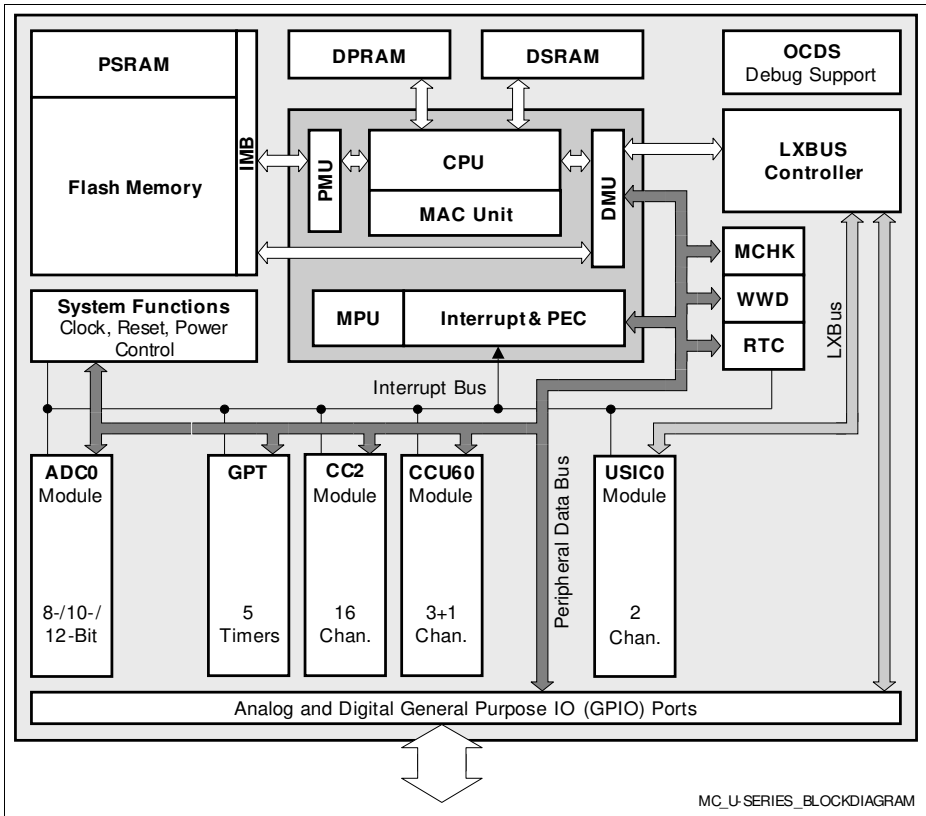 PSRAM
Flash Memory
IMB
DPRAM
DSRAM
OCDS
Debug Support
PMU
CPU
MAC Unit
DMU
LXBUS
Controller
MCHK
WWD
RTC
System Functions
Clock, Reset, Power
Control
MPU
Interrupt & PEC
Interrupt Bus
LXBus
Peripheral Data Bus
ADC0
Module
8-/10-/
12-Bit
GPT
5
Timers
CC2
Module
16
Chan.
CCU60
Module
3+1
Chan.
USIC0
Module
2
Chan.
Analog and Digital General Purpose IO (GPIO) Ports
MC_U-SERIES_BLOCKDIAGRAM